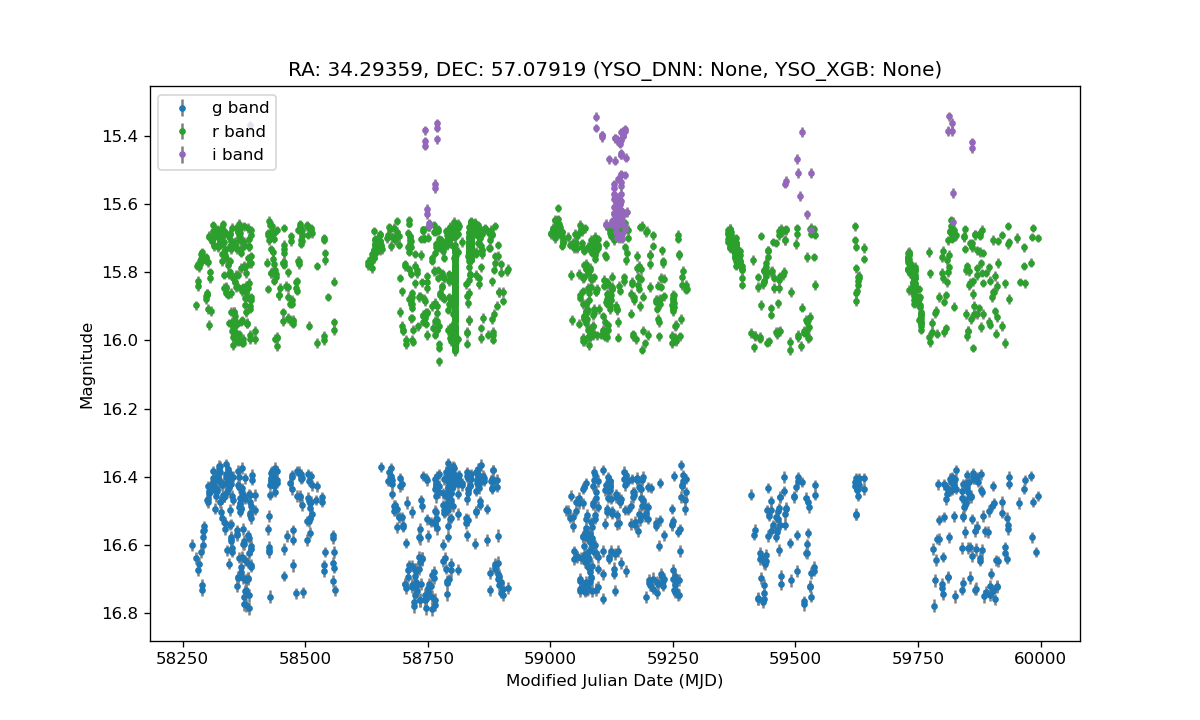 RA: 34.29359, DEC: 57.07919 (YSO_DNN: None, YSO_XGB: None)
g band
r band
i band
15.4
15.6
15.8
16.0
16.2
16.4
16.6
16.8
Magnitude
58250
58500
58750
59000
59250
59500
59750
60000
Modified Julian Date (MJD)